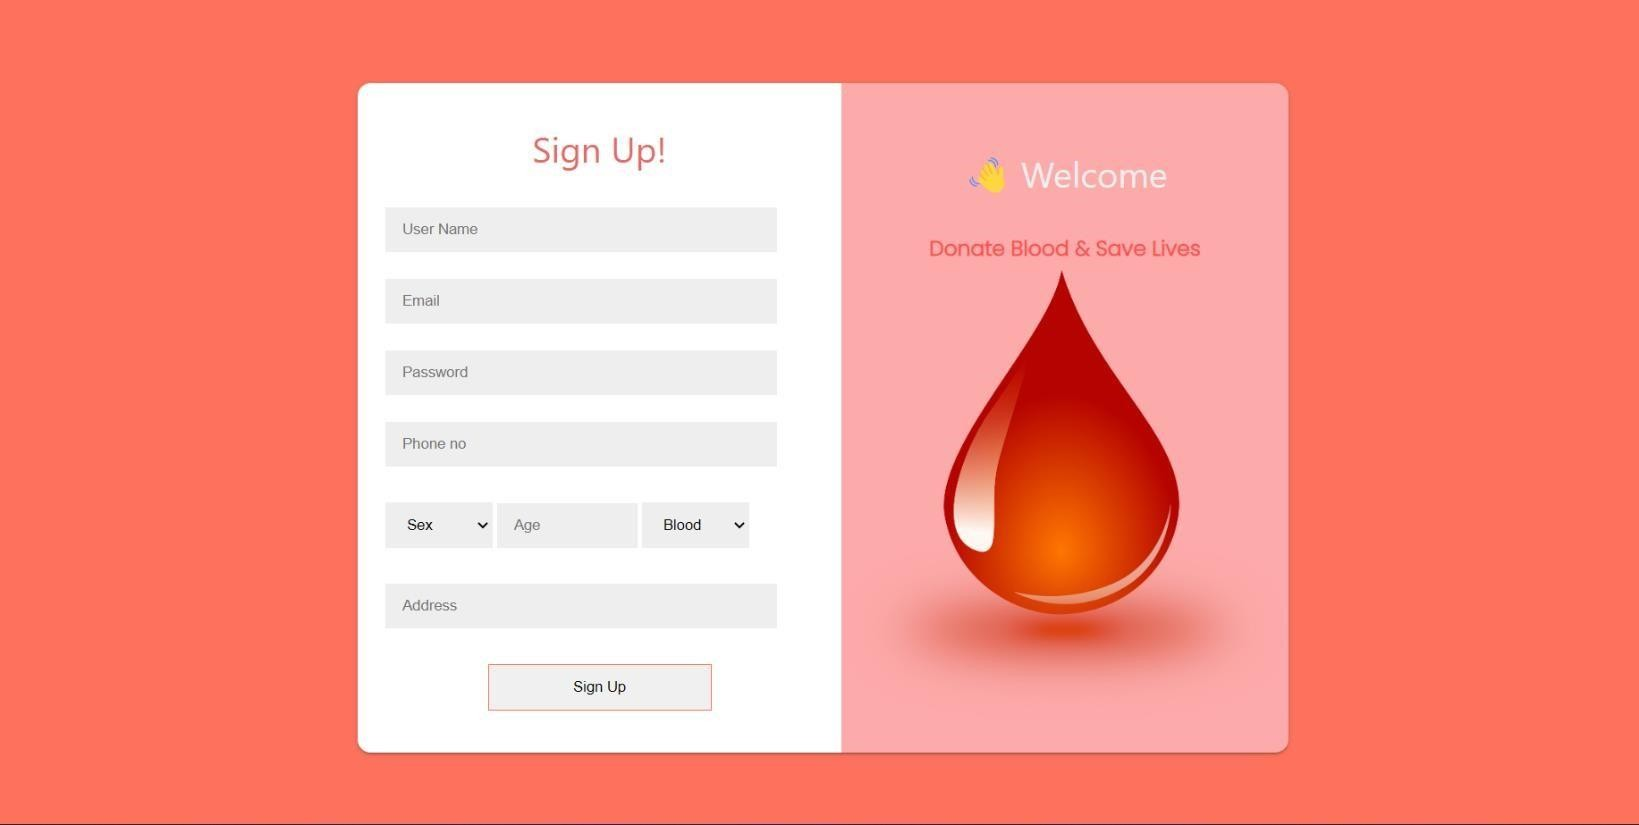 Sign Up!
User Name
Email
Password
Phone no
Sex Age Blood
Address
Sign Up
👋 Welcome
Donate Blood & Save Lives